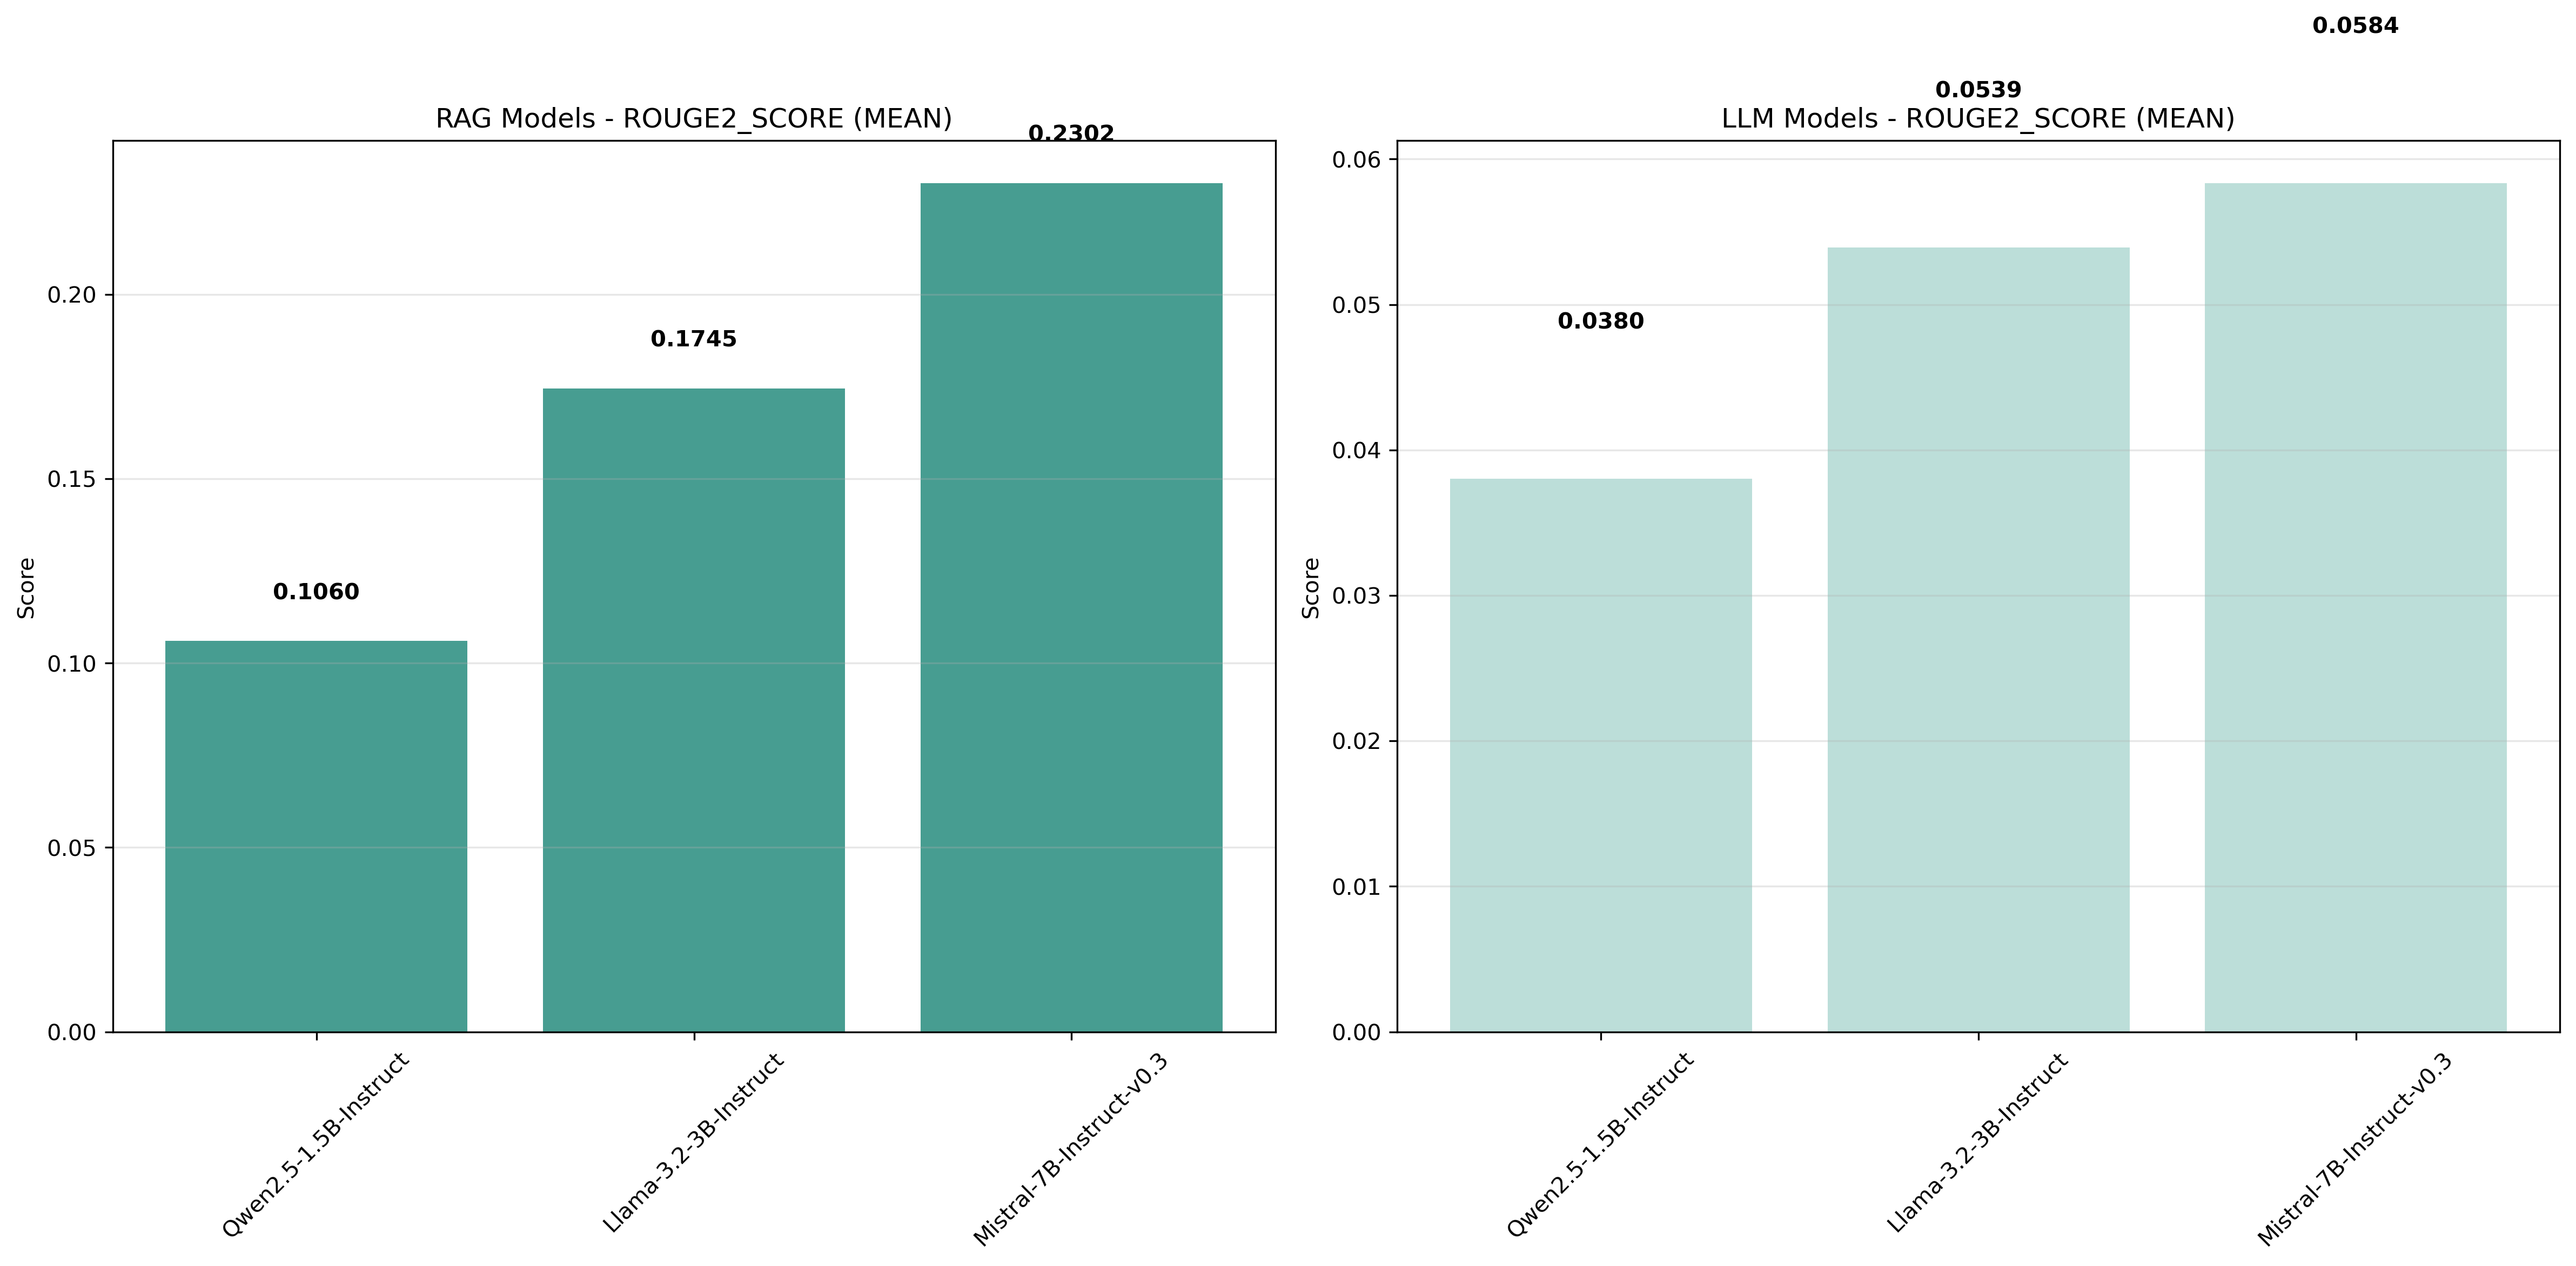 RAG Models - ROUGE2_SCORE (MEAN)
0.2302
0.1745
0.1060
0.20
0.15
0.10
0.05
0.00
Score
Qwen2.5-1.5B-Instruct
Llama-3.2-3B-Instruct
Mistral-7B-Instruct-v0.3
0.0584
0.0539
LLM Models - ROUGE2_SCORE (MEAN)
0.0380
0.06
0.05
0.04
0.03
0.02
0.01
0.00
Score
Qwen2.5-1.5B-Instruct
Llama-3.2-3B-Instruct
Mistral-7B-Instruct-v0.3